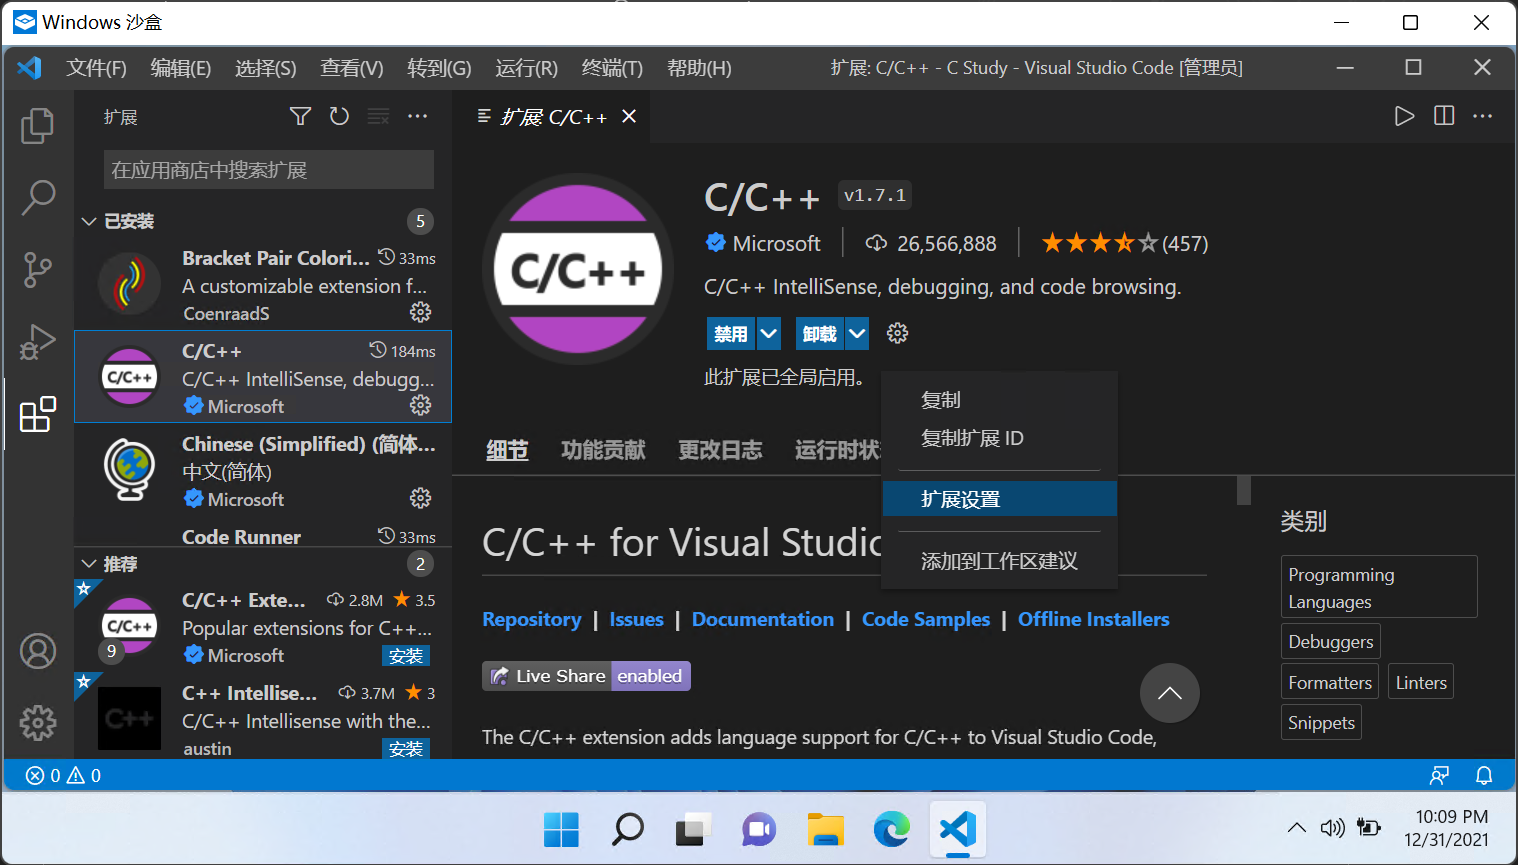 Windows 沙盒
文件(F) 编辑(E) 选择(S) 查看(V) 转到(G) 运行(R) 终端(T) 帮助(H) 扩展: C/C++ - C Study - Visual Studio Code [管理员]
扩展
在应用商店中搜索扩展
已安装 5
Bracket Pair Colori... 33ms
A customizable extension f...
CoenraadS
C/C++ 184ms
C/C++ IntelliSense, debugg...
Microsoft
Chinese (Simplified) (简体...
中文(简体)
Microsoft
Code Runner 33ms
推荐 2
C/C++ Exte... 2.8M 3.5
Popular extensions for C++...
9
Microsoft 安装
C++ Intellise... 3.7M 3
C/C++ Intellisense with the...
austin 安装
C++
扩展 C/C++
C/C++
C/C++ v1.7.1
Microsoft 26,566,888 (457)
C/C++ IntelliSense, debugging, and code browsing.
禁用 卸载
此扩展已全局启用。
细节 功能贡献 更改日志 运行时状
复制
复制扩展 ID
扩展设置
添加到工作区建议
C/C++ for Visual Studio
Repository | Issues | Documentation | Code Samples | Offline Installers
Live Share enabled
The C/C++ extension adds language support for C/C++ to Visual Studio Code,
类别
Programming
Languages
Debuggers
Formatters Linters
Snippets
0 0
10:09 PM
12/31/2021